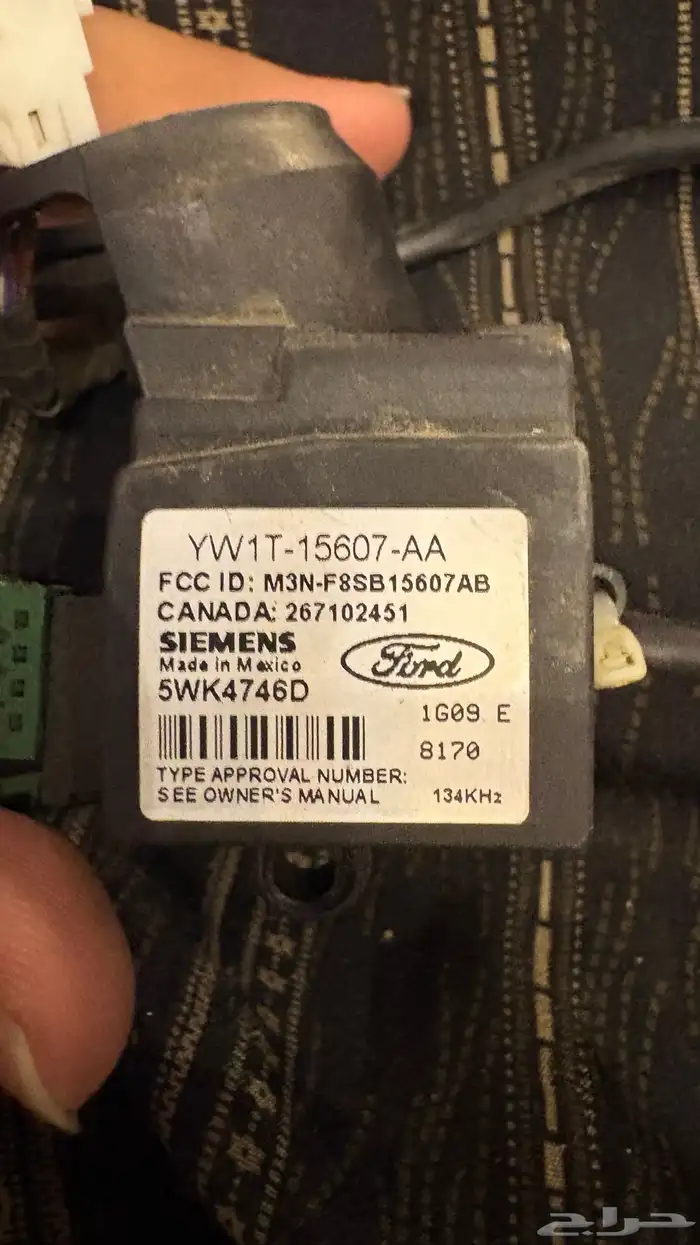 YW1T-15607-AA
FCC ID: M3N-F8SB15607AB
CANADA: 267102451
SIEMENS
Made in Mexico
Ford
5WK4746D
1G09 E
8170
TYPE APPROVAL NUMBER:
SEE OWNER'S MANUAL
134KHz
حراج